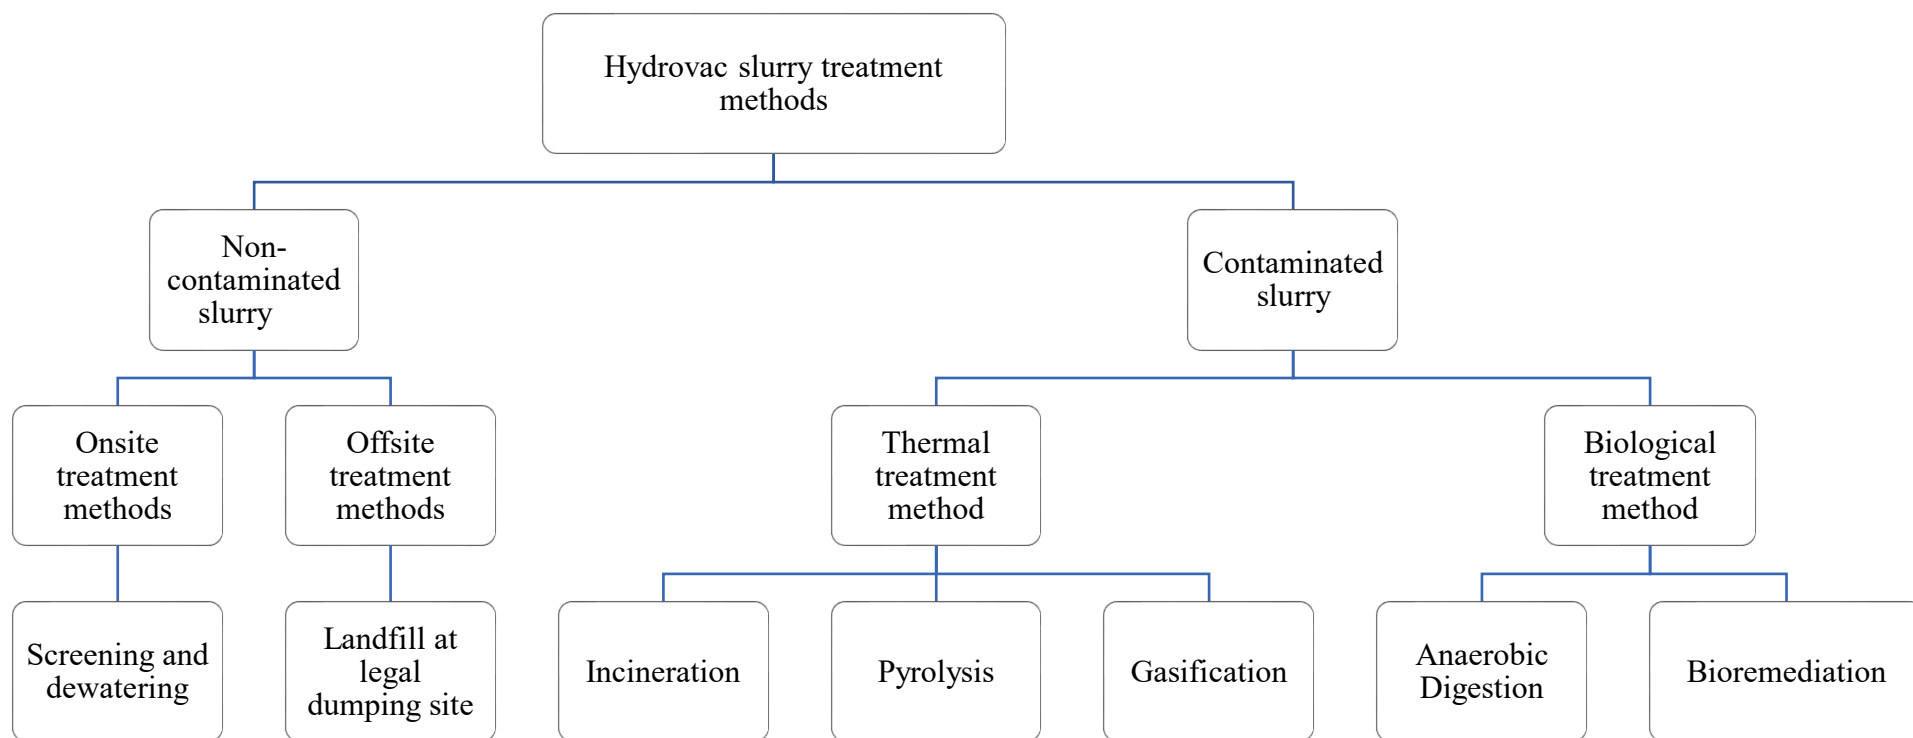 Hydrovac slurry treatment
methods
Non-
contaminated
slurry
Contaminated
slurry
Onsite
treatment
methods
Offsite
treatment
methods
Thermal
treatment
method
Biological
treatment
method
Screening and
dewatering
Landfill at
legal
dumping site
Incineration
Pyrolysis
Gasification
Anaerobic
Digestion
Bioremediation